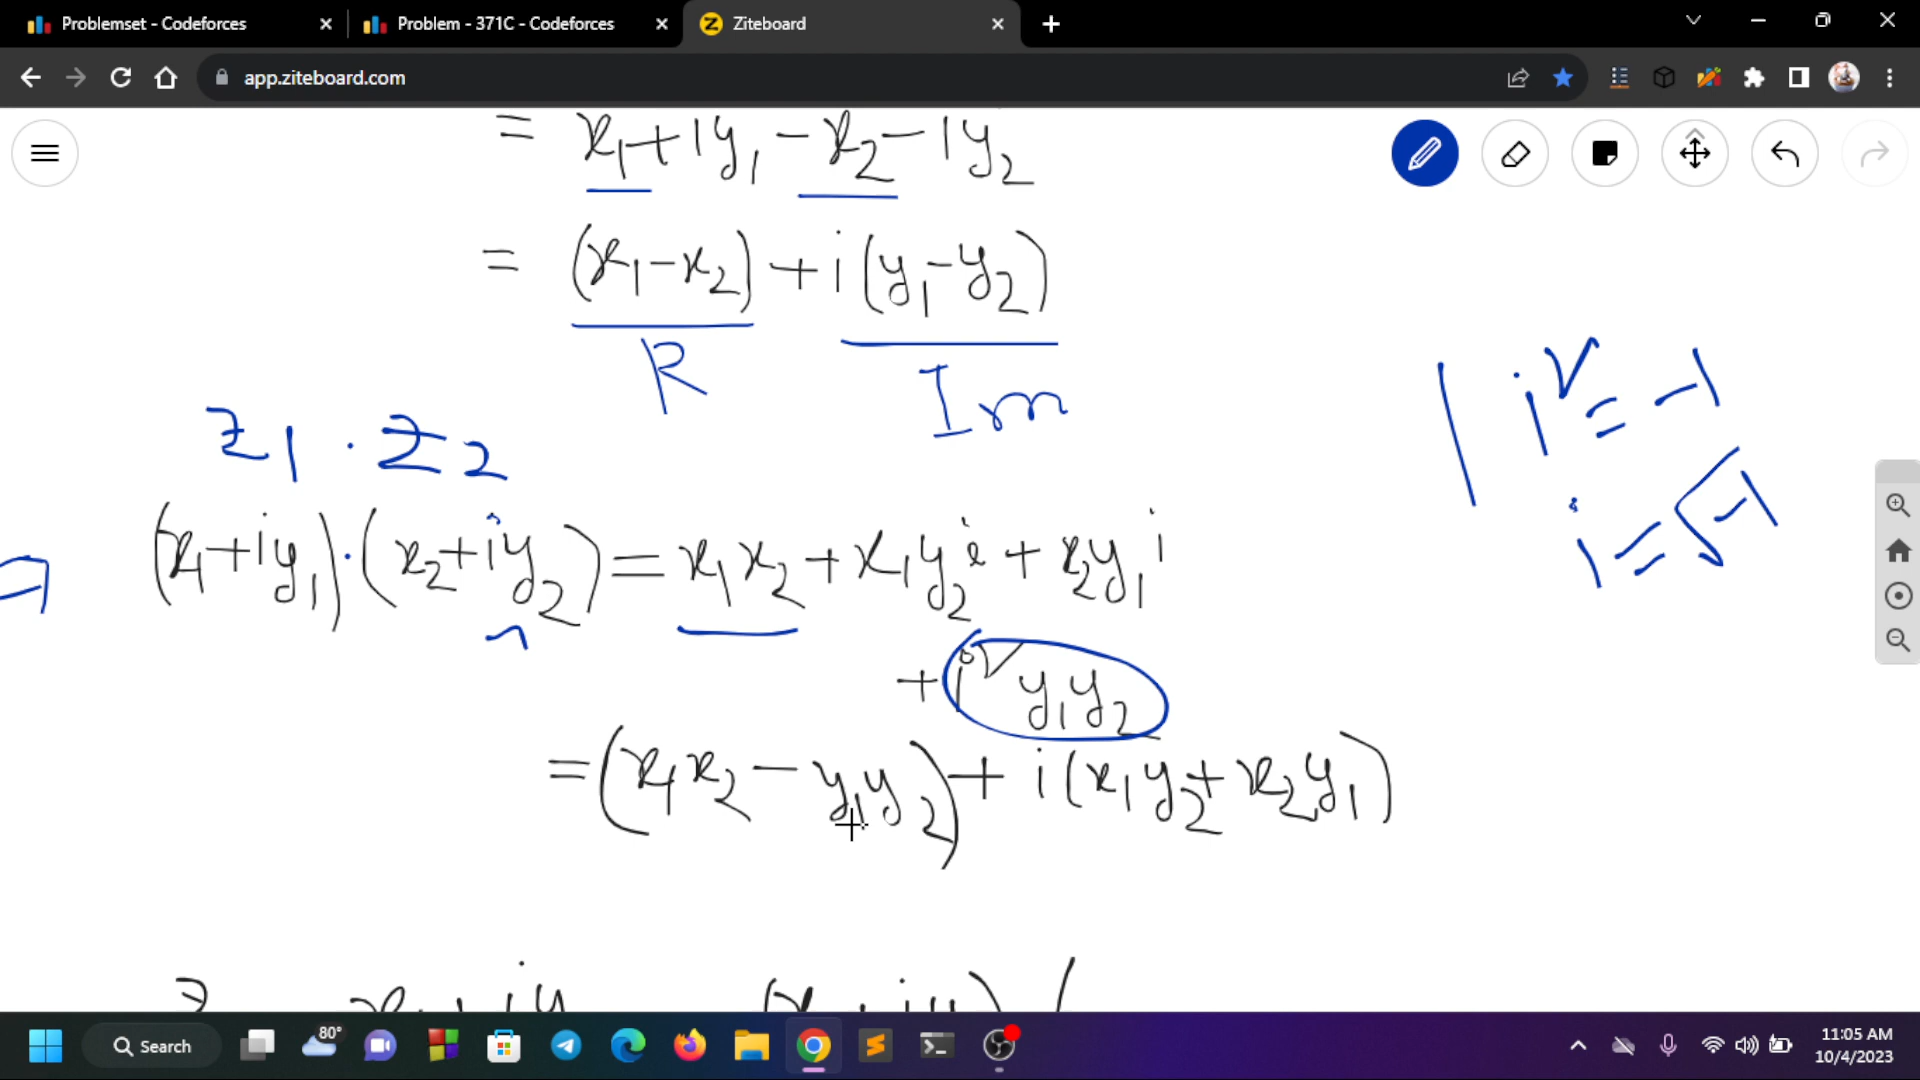 Problemset - Codeforces
Problem - 371C - Codeforces
Ziteboard
app.ziteboard.com
= x₁ + iy₁ - x₂ - iy₂
= (x₁ - x₂) + i(y₁ - y₂)
R Im
i² = -1
z₁ · z₂
i = √-1
(x₁ + iy₁) · (x₂ + iy₂) = x₁x₂ + x₁y₂i + x₂y₁i
+ i² y₁y₂
= (x₁x₂ - y₁y₂) + i(x₁y₂ + x₂y₁)
80°
Search
11:05 AM
10/4/2023